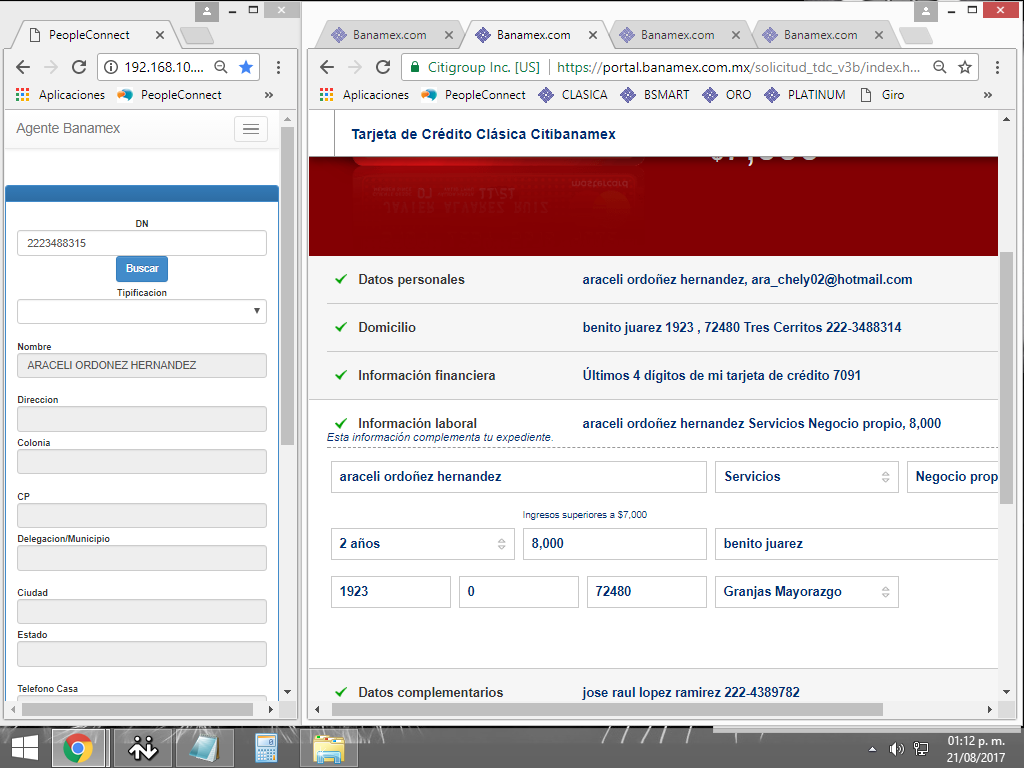 PeopleConnect
192.168.10....
Aplicaciones
PeopleConnect
»
Agente Banamex
DN
2223488315
Buscar
Tipificacion
Nombre
ARACELI ORDONEZ HERNANDEZ
Direccion
Colonia
CP
Delegacion/Municipio
Ciudad
Estado
Telefono Casa
Banamex.com
Banamex.com
Banamex.com
Banamex.com
Citigroup Inc. [US]
https://portal.banamex.com.mx/solicitud_tdc_v3b/index.h...
Aplicaciones
PeopleConnect
CLASICA
BSMART
ORO
PLATINUM
Giro
»
Tarjeta de Crédito Clásica Citibanamex
Datos personales
araceli ordoñez hernandez, ara_chely02@hotmail.com
Domicilio
benito juarez 1923 , 72480 Tres Cerritos 222-3488314
Información financiera
Últimos 4 dígitos de mi tarjeta de crédito 7091
Información laboral
araceli ordoñez hernandez Servicios Negocio propio, 8,000
Esta información complementa tu expediente.
araceli ordoñez hernandez
Servicios
Negocio prop
Ingresos superiores a $7,000
2 años
8,000
benito juarez
1923
0
72480
Granjas Mayorazgo
Datos complementarios
jose raul lopez ramirez 222-4389782
01:12 p. m.
21/08/2017